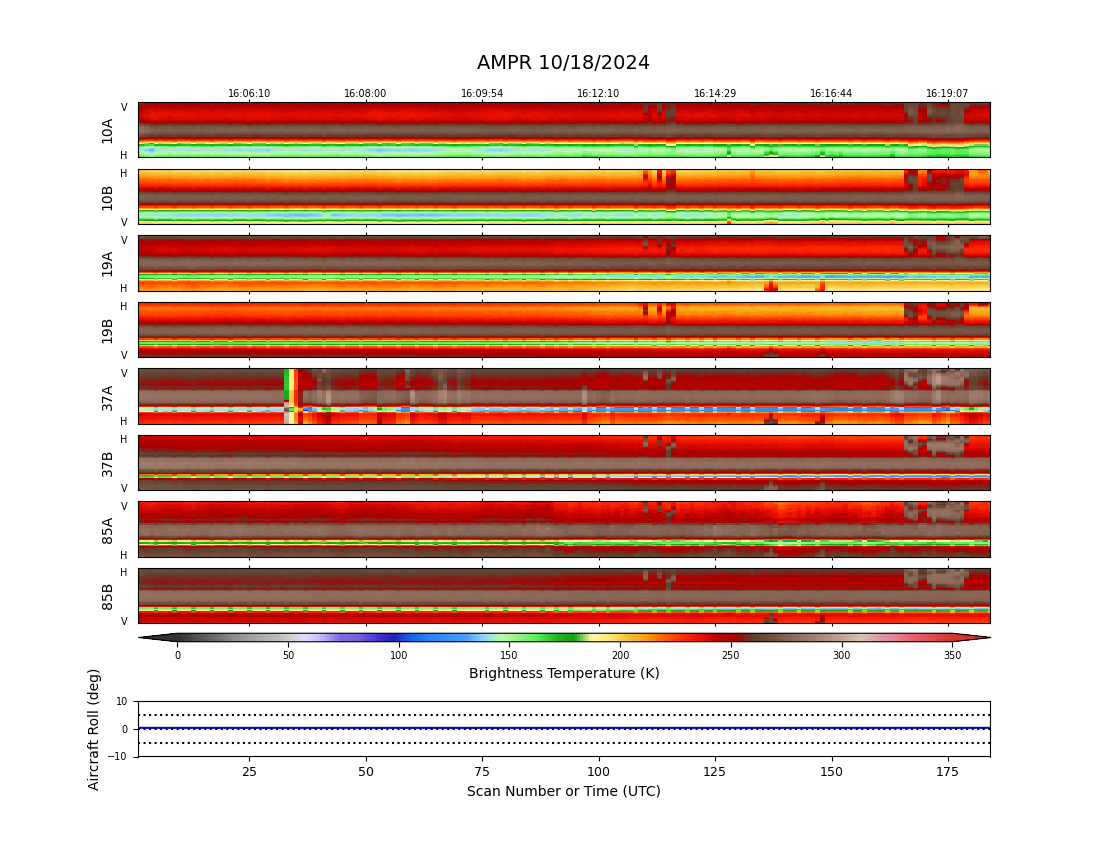 AMPR 10/18/2024
16:06:10 16:08:00 16:09:54 16:12:10 16:14:29 16:16:44 16:19:07
V
10A
H
H
10B
V
V
19A
H
H
19B
V
V
37A
H
H
37B
V
V
85A
H
H
85B
V
0 50 100 150 200 250 300 350
Brightness Temperature (K)
Aircraft Roll (deg)
10
0
−10
25 50 75 100 125 150 175
Scan Number or Time (UTC)